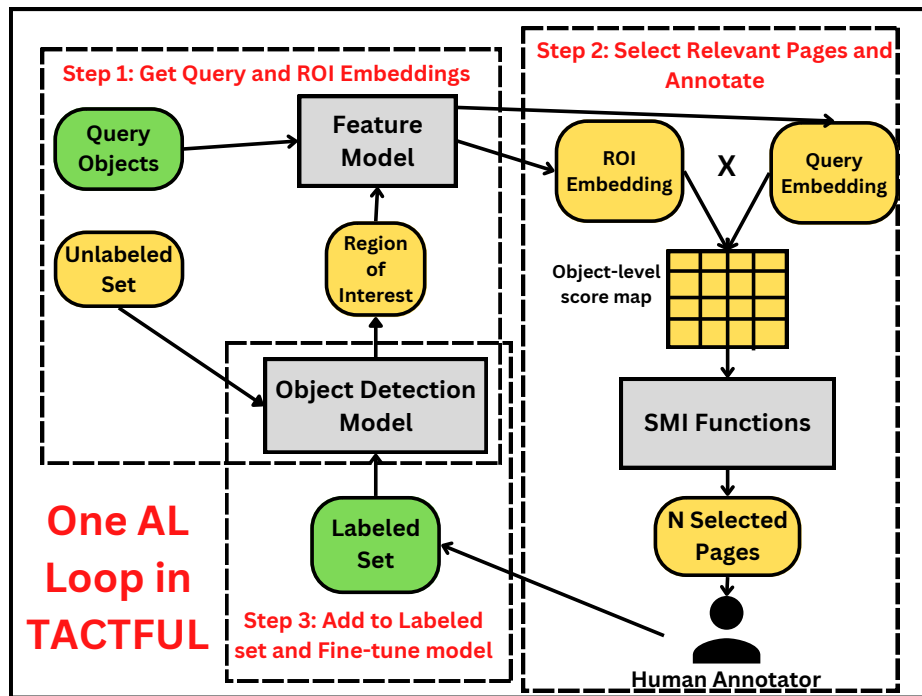 Step 1: Get Query and ROI Embeddings
Query
Objects
Feature
Model
Unlabeled
Set
Region
of
Interest
Object Detection
Model
Step 2: Select Relevant Pages and
Annotate
ROI
Embedding
X
Query
Embedding
Object-level
score map
SMI Functions
N Selected
Pages
Human Annotator
Labeled
Set
Step 3: Add to Labeled
set and Fine-tune model
One AL
Loop in
TACTFUL